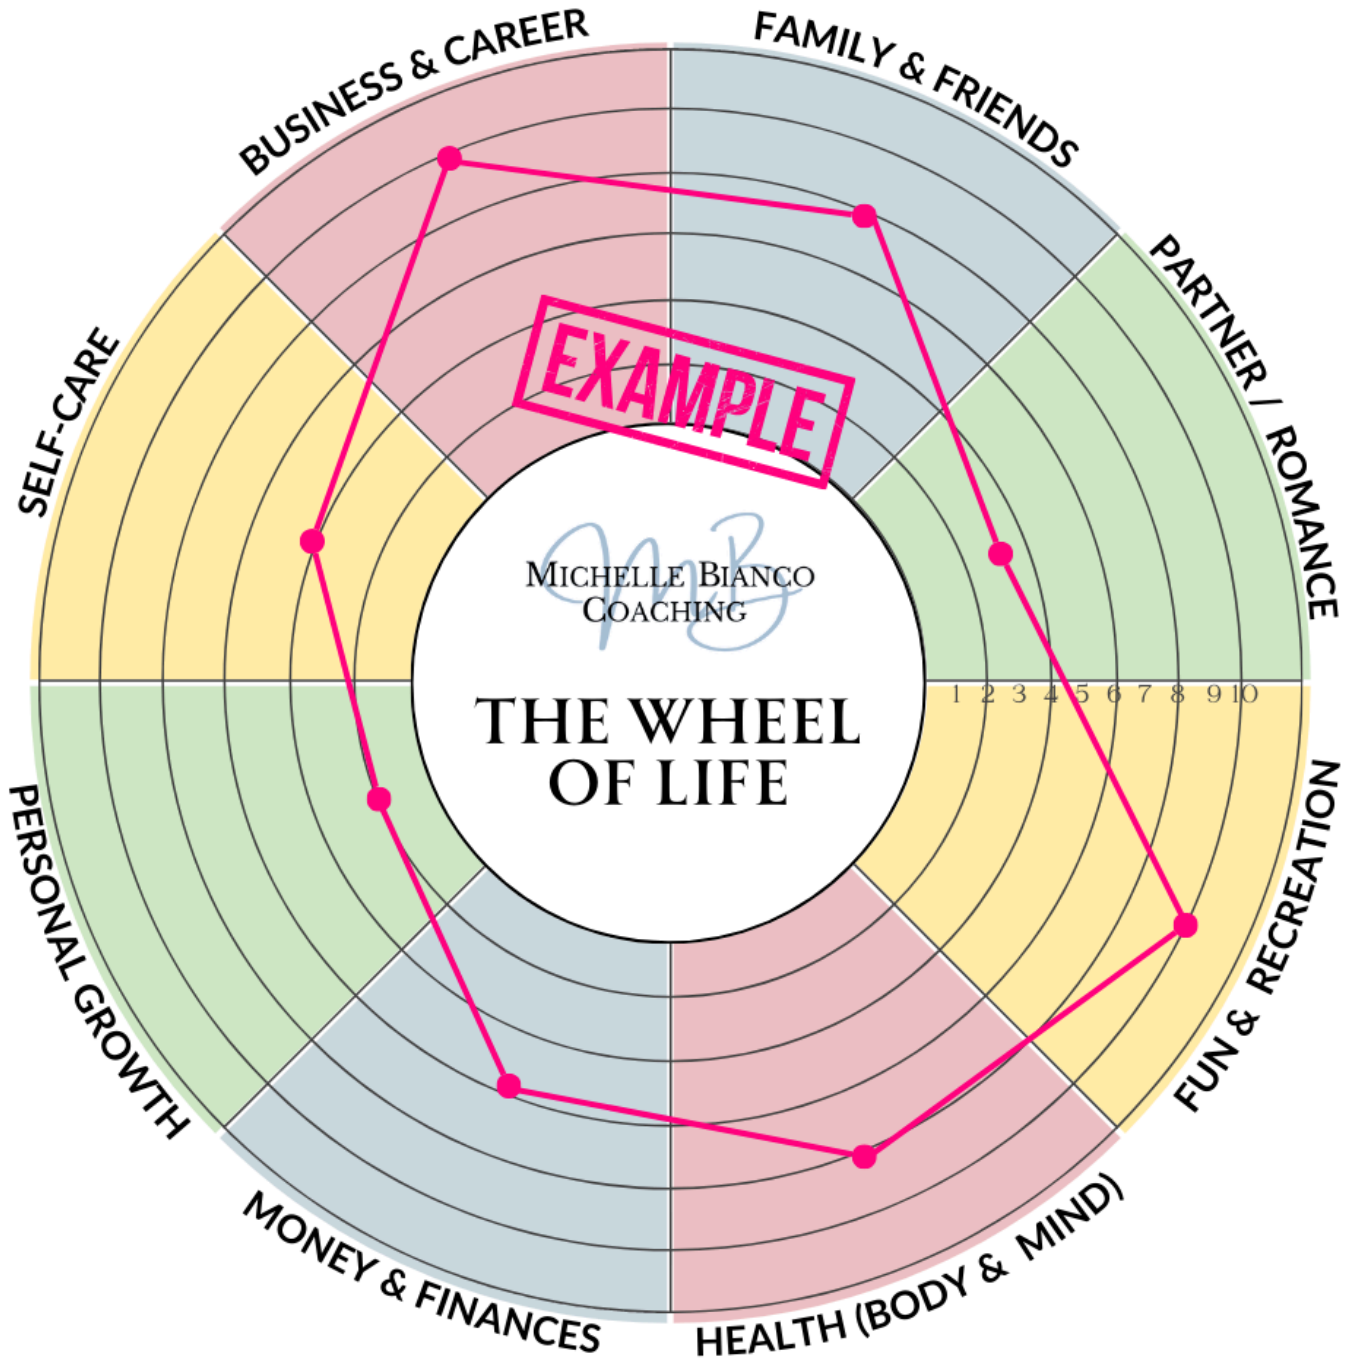 BUSINESS & CAREER
FAMILY & FRIENDS
PARTNER / ROMANCE
FUN & RECREATION
HEALTH (BODY & MIND)
MONEY & FINANCES
PERSONAL GROWTH
SELF-CARE
EXAMPLE
MB
MICHELLE BIANCO
COACHING
THE WHEEL
OF LIFE
1 2 3 4 5 6 7 8 9 10